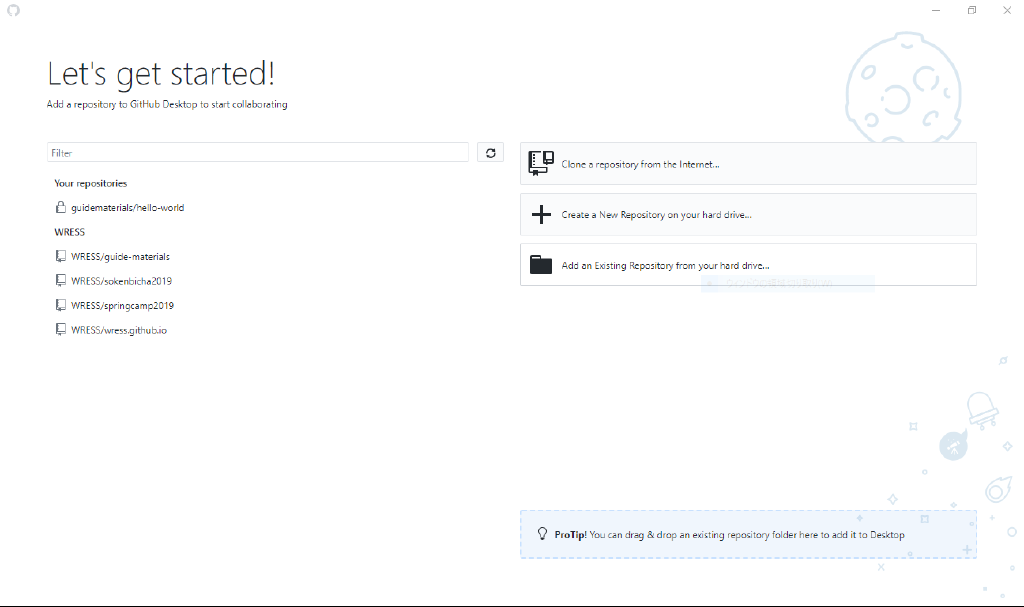 Let's get started!
Add a repository to GitHub Desktop to start collaborating
Filter
Your repositories
guidematerials/hello-world
WRESS
WRESS/guide-materials
WRESS/sokenbicha2019
WRESS/springcamp2019
WRESS/wress.github.io
Clone a repository from the Internet...
Create a New Repository on your hard drive...
Add an Existing Repository from your hard drive...
ProTip! You can drag & drop an existing repository folder here to add it to Desktop